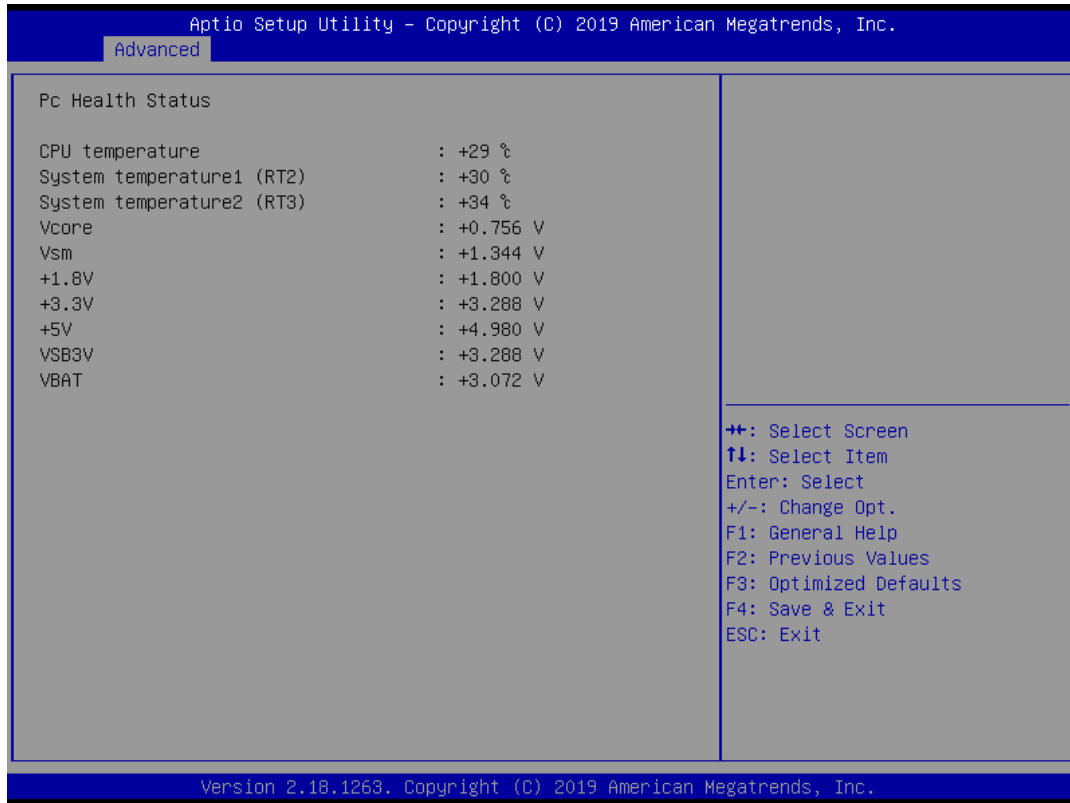 Aptio Setup Utility – Copyright (C) 2019 American Megatrends, Inc.
Advanced
Pc Health Status
CPU temperature : +29 ℃
System temperature1 (RT2) : +30 ℃
System temperature2 (RT3) : +34 ℃
Vcore : +0.756 V
Vsm : +1.344 V
+1.8V : +1.800 V
+3.3V : +3.288 V
+5V : +4.980 V
VSB3V : +3.288 V
VBAT : +3.072 V
→←: Select Screen
↑↓: Select Item
Enter: Select
+/-: Change Opt.
F1: General Help
F2: Previous Values
F3: Optimized Defaults
F4: Save & Exit
ESC: Exit
Version 2.18.1263. Copyright (C) 2019 American Megatrends, Inc.